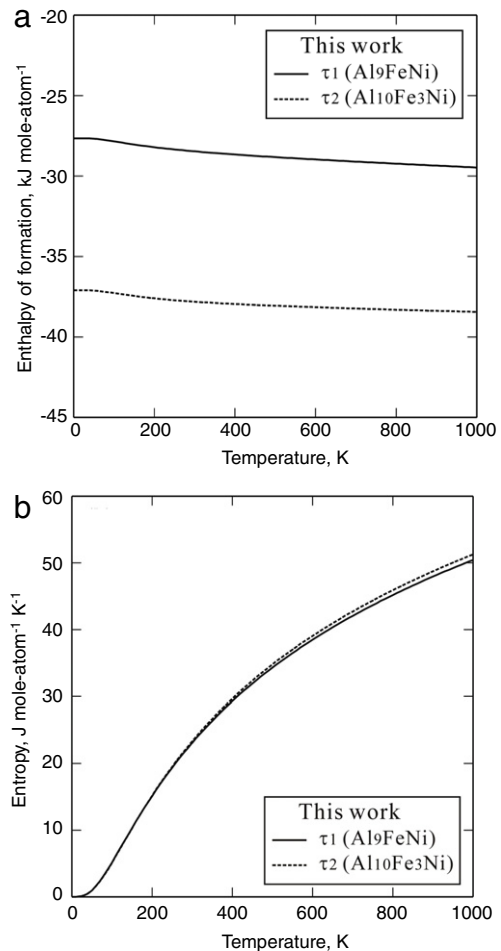 a
-20
-25
-30
-35
-40
-45
Enthalpy of formation, kJ mole-atom⁻¹
This work
τ1 (Al9FeNi)
τ2 (Al10Fe3Ni)
0 200 400 600 800 1000
Temperature, K
b
60
50
40
30
20
10
0
Entropy, J mole-atom⁻¹ K⁻¹
This work
τ1 (Al9FeNi)
τ2 (Al10Fe3Ni)
0 200 400 600 800 1000
Temperature, K